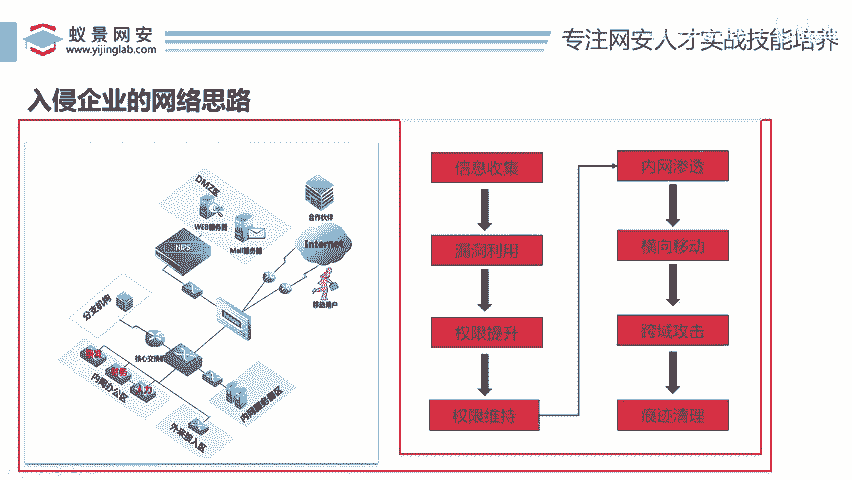 蚁景网安
www.yijinglab.com
专注网安人才实战技能培养
入侵企业的网络思路
DMZ区
WEB服务器
Mail服务器
NIPS
合作伙伴
Internet
移动用户
分支机构
核心交换机
内网办公区
人力
内网服务器区
外来接入区
信息收集
漏洞利用
权限提升
权限维持
内网渗透
横向移动
跨域攻击
痕迹清理